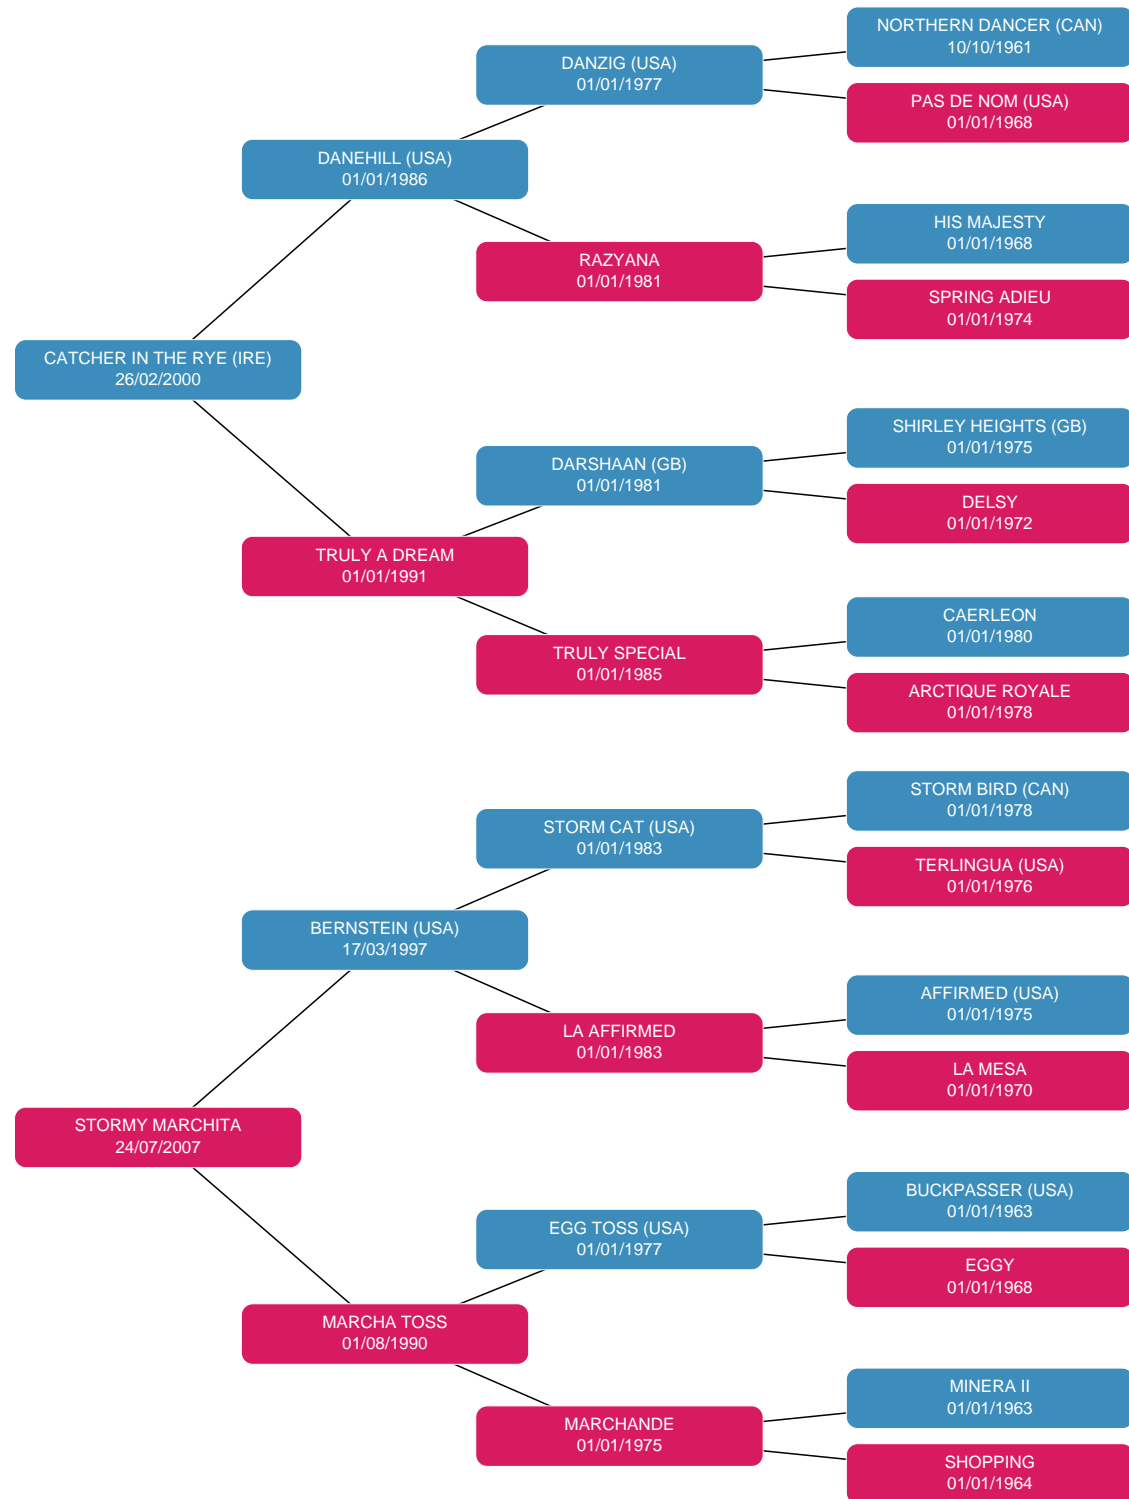 NORTHERN DANCER (CAN)
10/10/1961
DANZIG (USA)
01/01/1977
PAS DE NOM (USA)
01/01/1968
DANEHILL (USA)
01/01/1986
HIS MAJESTY
01/01/1968
RAZYANA
01/01/1981
SPRING ADIEU
01/01/1974
CATCHER IN THE RYE (IRE)
26/02/2000
SHIRLEY HEIGHTS (GB)
01/01/1975
DARSHAAN (GB)
01/01/1981
DELSY
01/01/1972
TRULY A DREAM
01/01/1991
CAERLEON
01/01/1980
TRULY SPECIAL
01/01/1985
ARCTIQUE ROYALE
01/01/1978
STORM BIRD (CAN)
01/01/1978
STORM CAT (USA)
01/01/1983
TERLINGUA (USA)
01/01/1976
BERNSTEIN (USA)
17/03/1997
AFFIRMED (USA)
01/01/1975
LA AFFIRMED
01/01/1983
LA MESA
01/01/1970
STORMY MARCHITA
24/07/2007
BUCKPASSER (USA)
01/01/1963
EGG TOSS (USA)
01/01/1977
EGGY
01/01/1968
MARCHA TOSS
01/08/1990
MINERA II
01/01/1963
MARCHANDE
01/01/1975
SHOPPING
01/01/1964